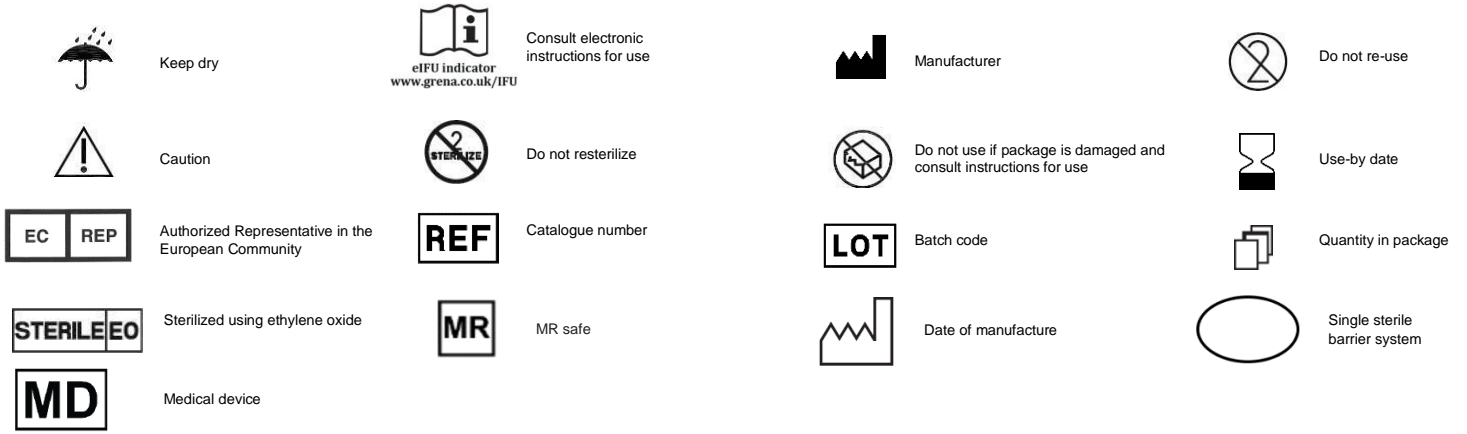 Keep dry
eIFU indicator
www.grena.co.uk/IFU
Consult electronic
instructions for use
Manufacturer
2
Do not re-use
Caution
2
STERILIZE
Do not resterilize
Do not use if package is damaged and
consult instructions for use
Use-by date
EC REP
Authorized Representative in the
European Community
REF
Catalogue number
LOT
Batch code
Quantity in package
STERILE EO
Sterilized using ethylene oxide
MR
MR safe
Date of manufacture
Single sterile
barrier system
MD
Medical device